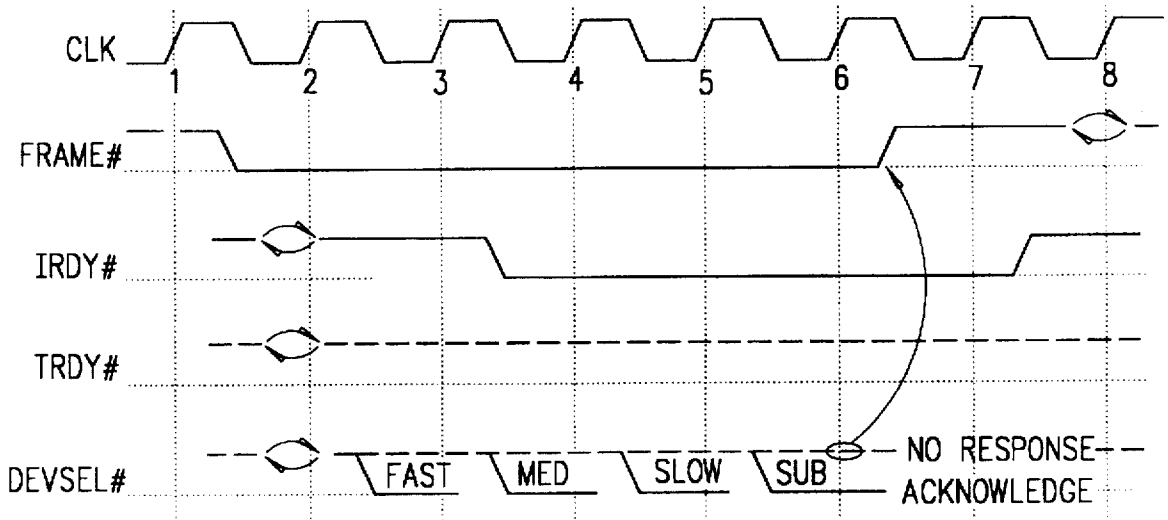 CLK
1 2 3 4 5 6 7 8
FRAME#
IRDY#
TRDY#
DEVSEL#
FAST MED SLOW SUB
NO RESPONSE
ACKNOWLEDGE